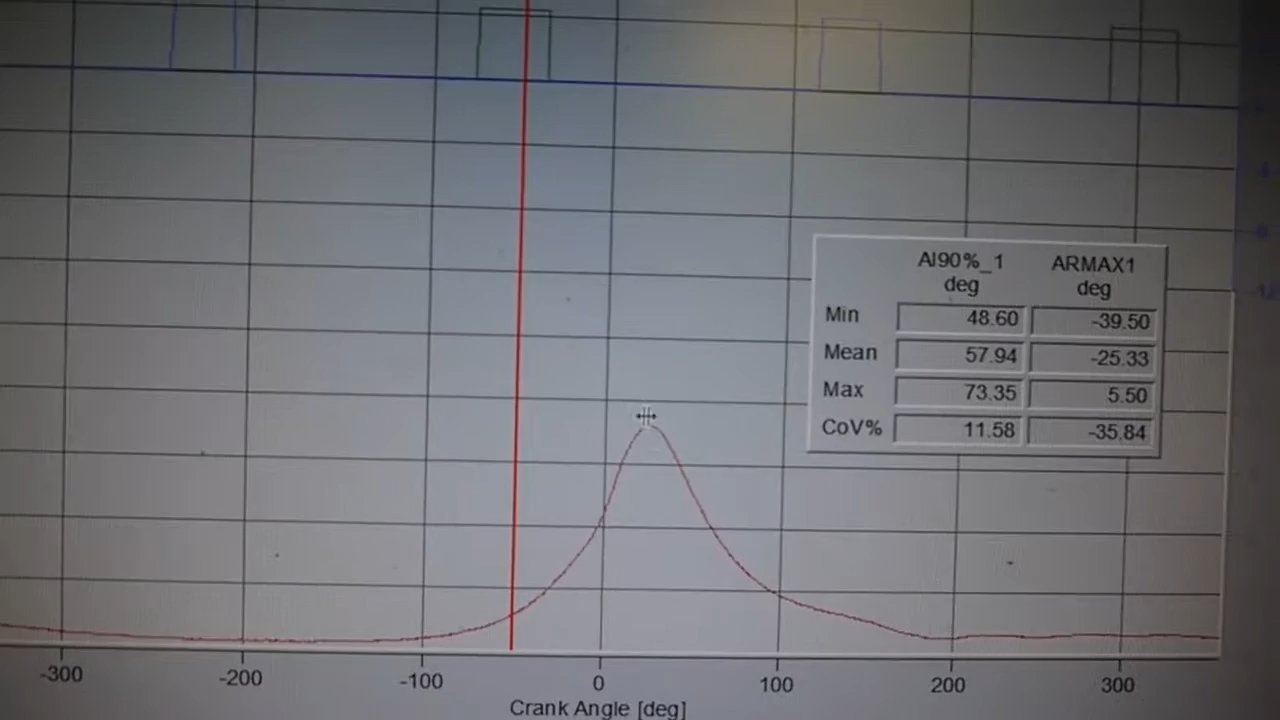 AI90%_1 ARMAX1
deg deg
Min 48.60 -39.50
Mean 57.94 -25.33
Max 73.35 5.50
CoV% 11.58 -35.84
-300 -200 -100 0 100 200 300
Crank Angle [deg]